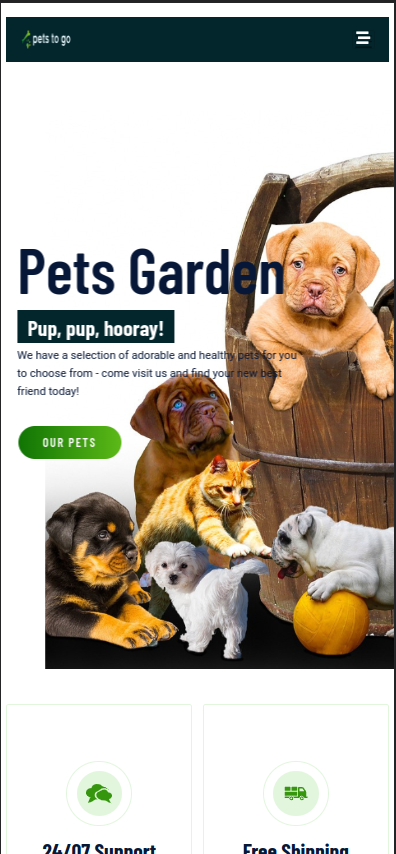 pets to go
Pets Garden
Pup, pup, hooray!
We have a selection of adorable and healthy pets for you
to choose from - come visit us and find your new best
friend today!
OUR PETS
24/07 Support
Free Shipping